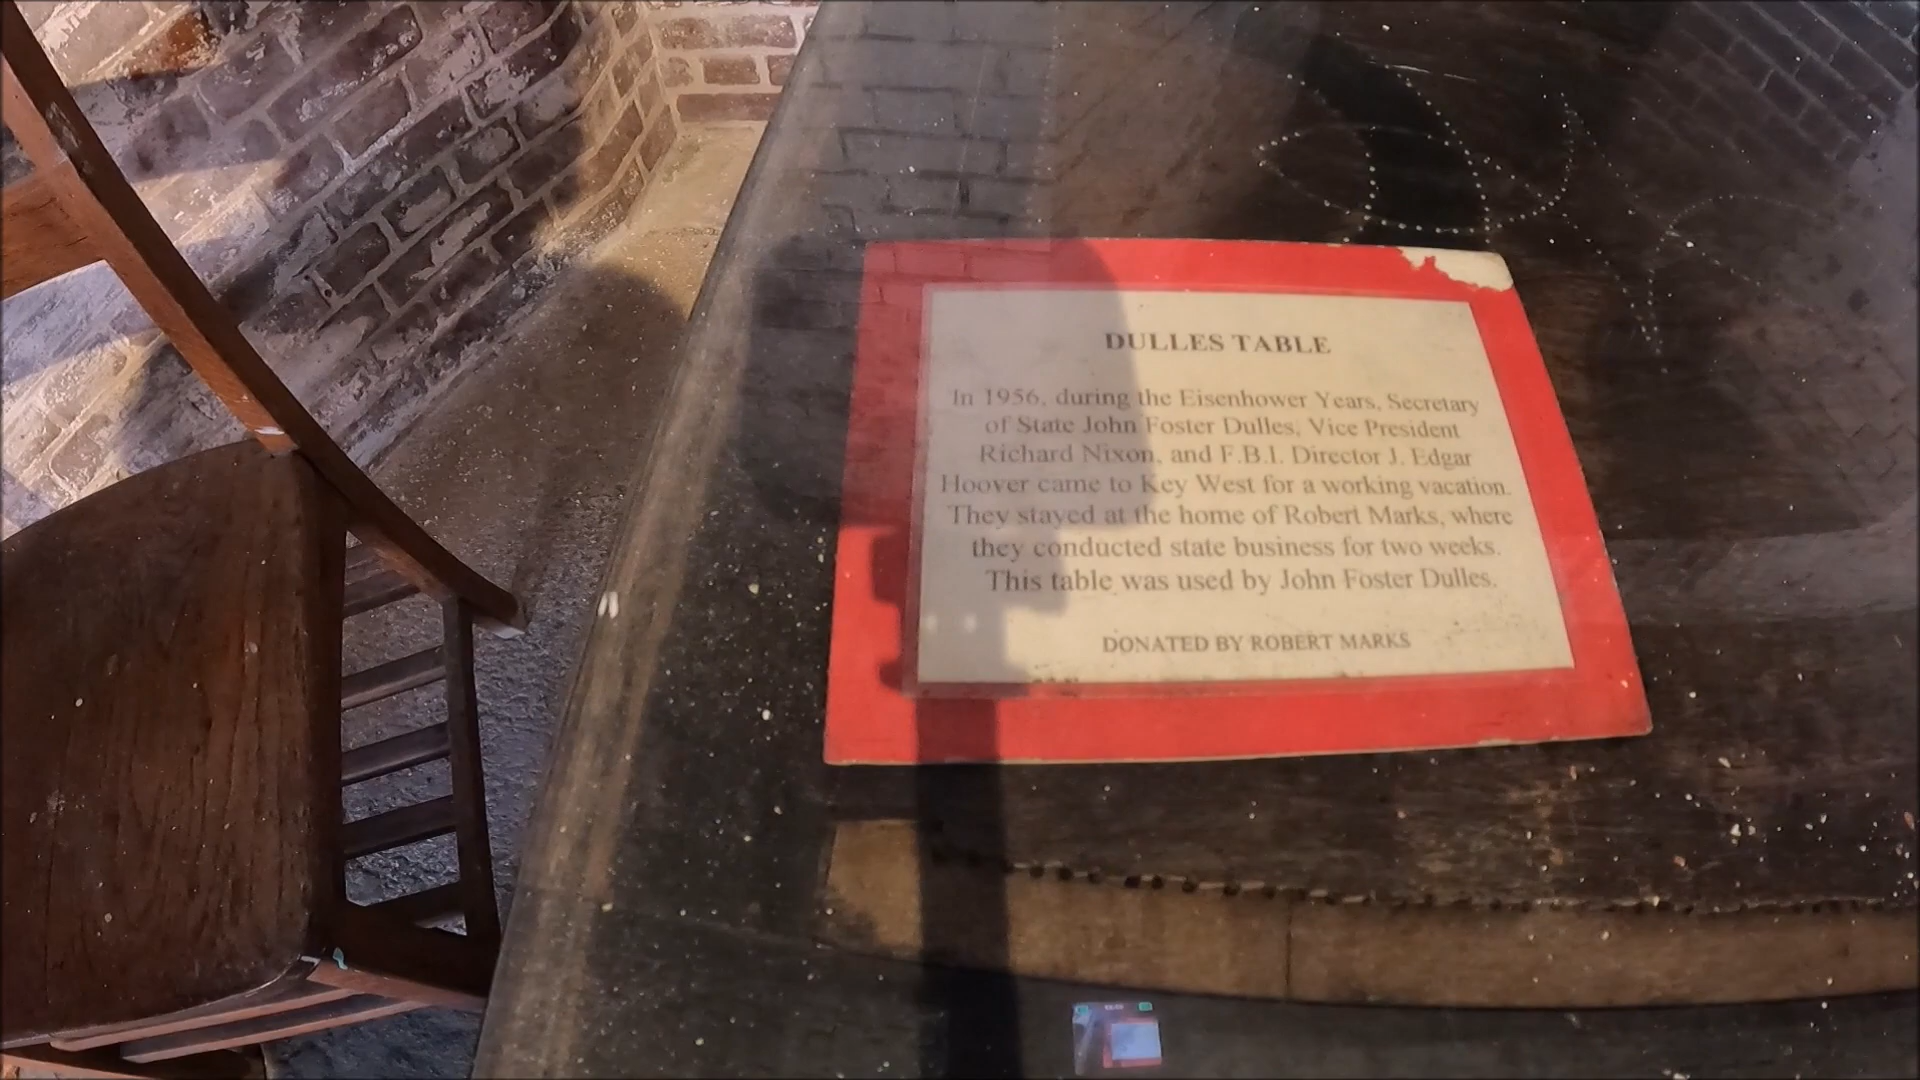 DULLES TABLE
In 1956, during the Eisenhower Years, Secretary
of State John Foster Dulles, Vice President
Richard Nixon, and F.B.I. Director J. Edgar
Hoover came to Key West for a working vacation.
They stayed at the home of Robert Marks, where
they conducted state business for two weeks.
This table was used by John Foster Dulles.
DONATED BY ROBERT MARKS